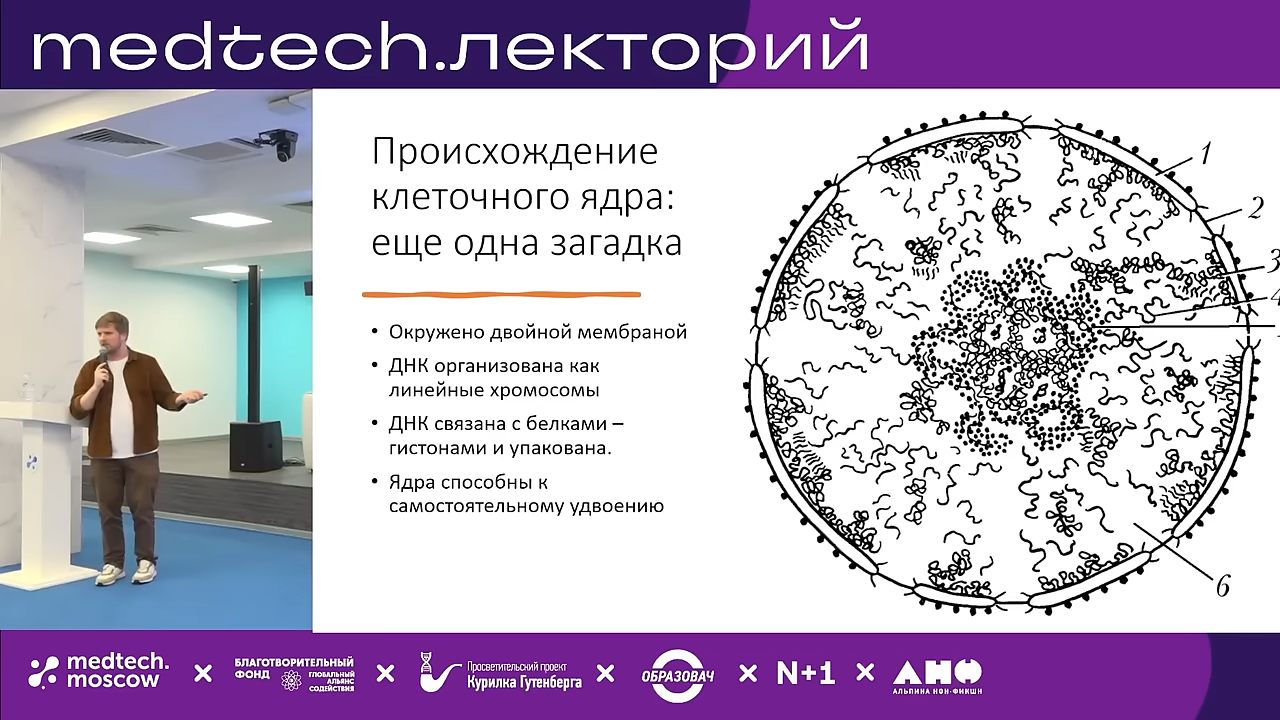 medtech.лекторий
Происхождение
клеточного ядра:
еще одна загадка
• Окружено двойной мембраной
• ДНК организована как
линейные хромосомы
• ДНК связана с белками –
гистонами и упакована.
• Ядра способны к
самостоятельному удвоению
1
2
3
4
6
medtech.
moscow
×
БЛАГОТВОРИТЕЛЬНЫЙ
ФОНД
ГЛОБАЛЬНЫЙ
АЛЬЯНС
СОДЕЙСТВИЯ
×
Просветительский проект
Курилка Гутенберга
×
ОБРАЗОВАЧ
×
N+1
×
АНФ
АЛЬПИНА НОН-ФИКШН